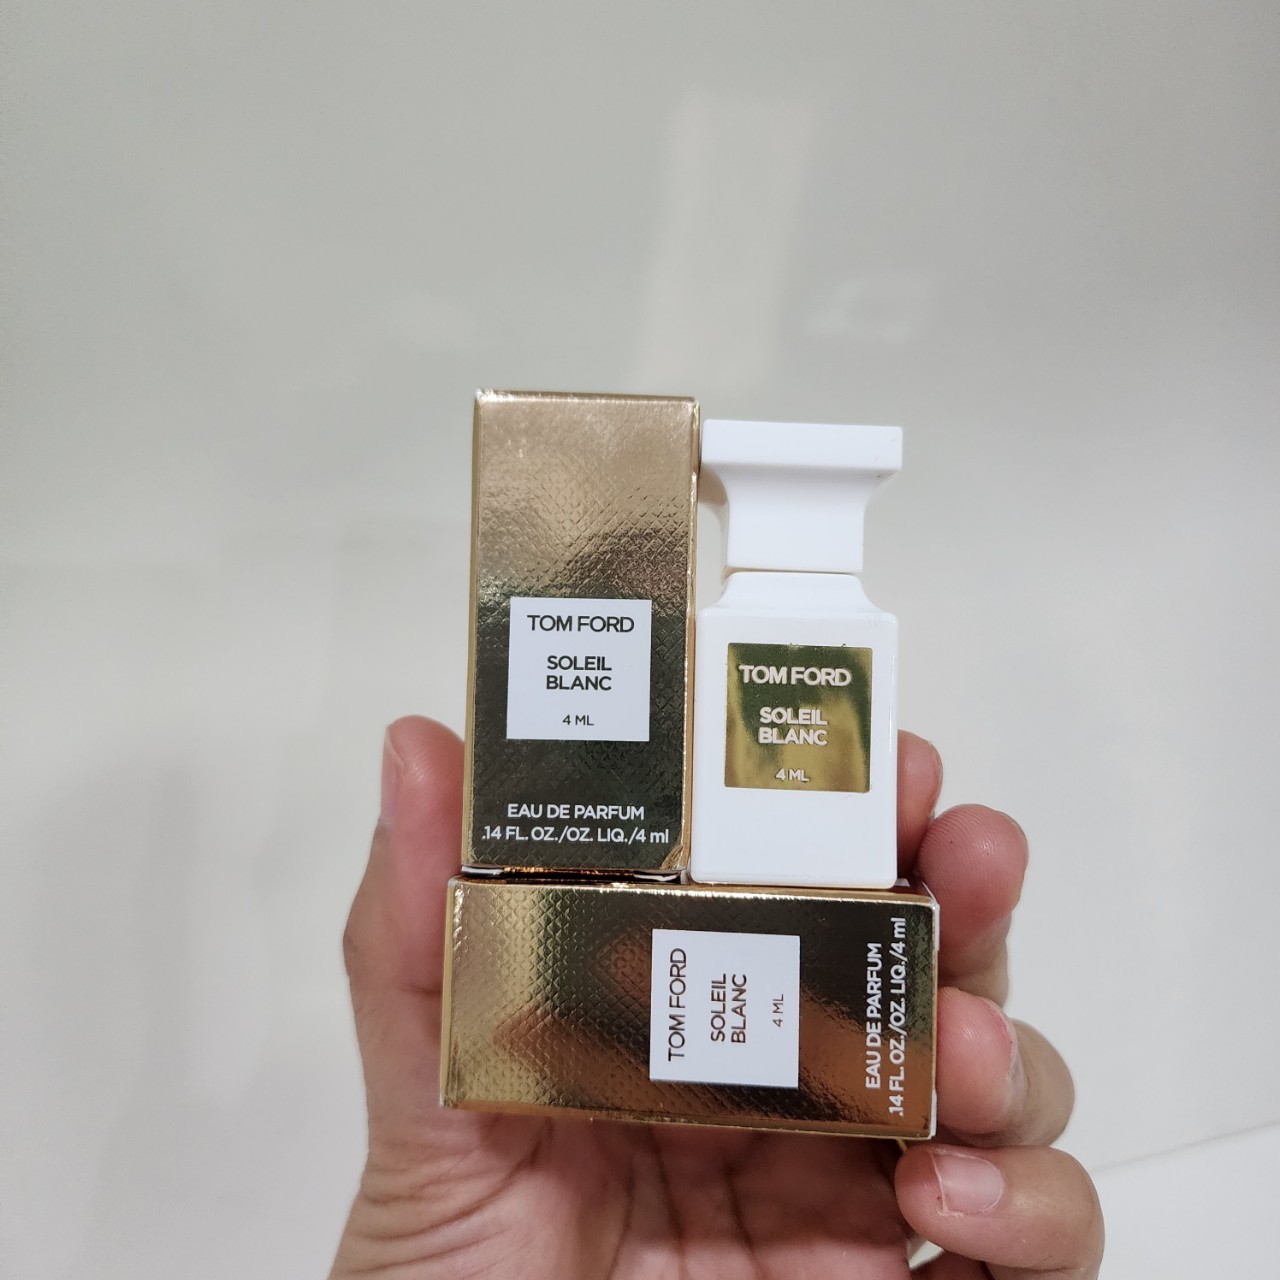 TOM FORD
SOLEIL
BLANC
4 ML
EAU DE PARFUM
.14 FL. OZ./OZ. LIQ./4 ml
TOM FORD
SOLEIL
BLANC
4 ML
TOM FORD
SOLEIL
BLANC
4 ML
EAU DE PARFUM
.14 FL. OZ./OZ. LIQ./4 ml